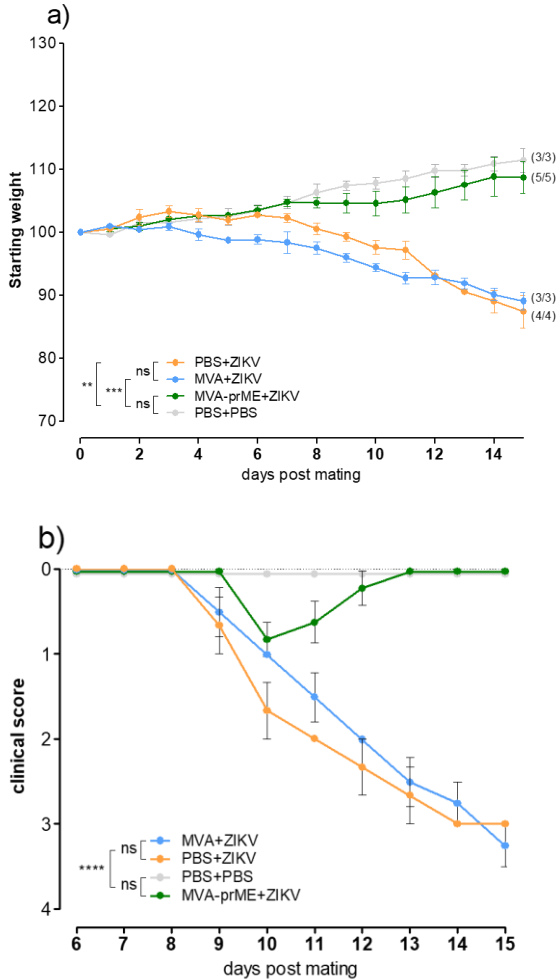 a)
130
120
110
100
90
80
70
Starting weight
(3/3)
(5/5)
(3/3)
(4/4)
** *** ns ns
PBS+ZIKV
MVA+ZIKV
MVA-prME+ZIKV
PBS+PBS
0 2 4 6 8 10 12 14
days post mating
b)
0
1
2
3
4
clinical score
**** ns ns
MVA+ZIKV
PBS+ZIKV
PBS+PBS
MVA-prME+ZIKV
6 7 8 9 10 11 12 13 14 15
days post mating